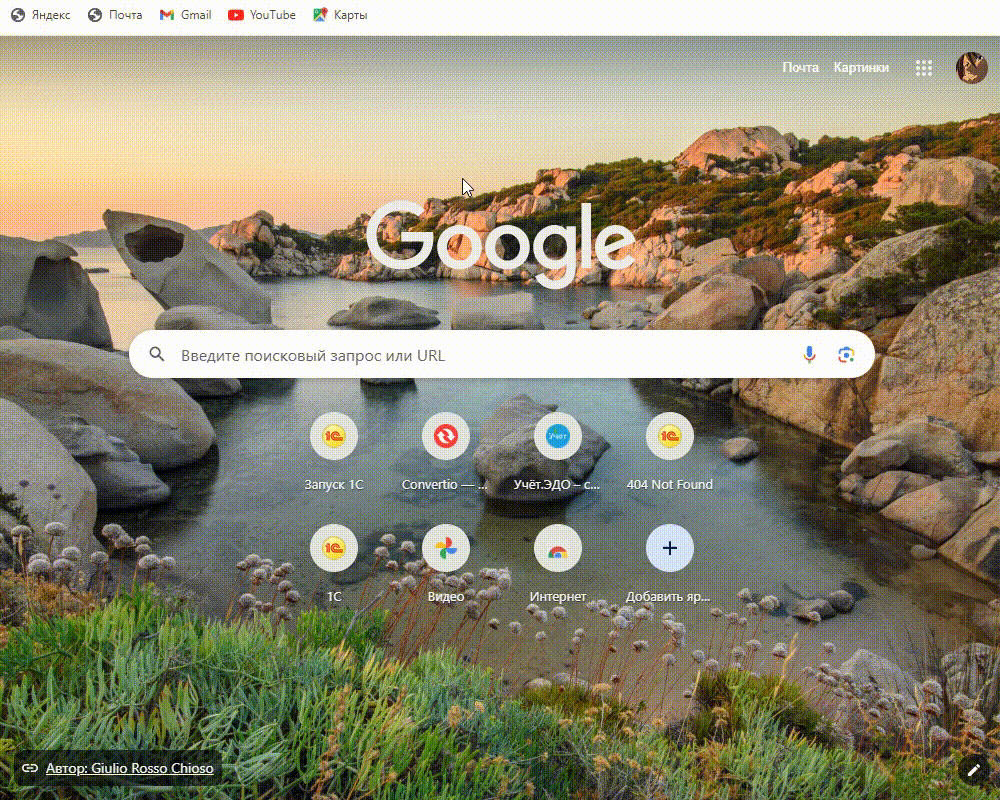 Яндекс Почта Gmail YouTube Карты
Почта Картинки
Google
Введите поисковый запрос или URL
Запуск 1С Convertio — ... Учёт.ЭДО – с... 404 Not Found
1С Видео Интернет Добавить яр...
Автор: Giulio Rosso Chioso